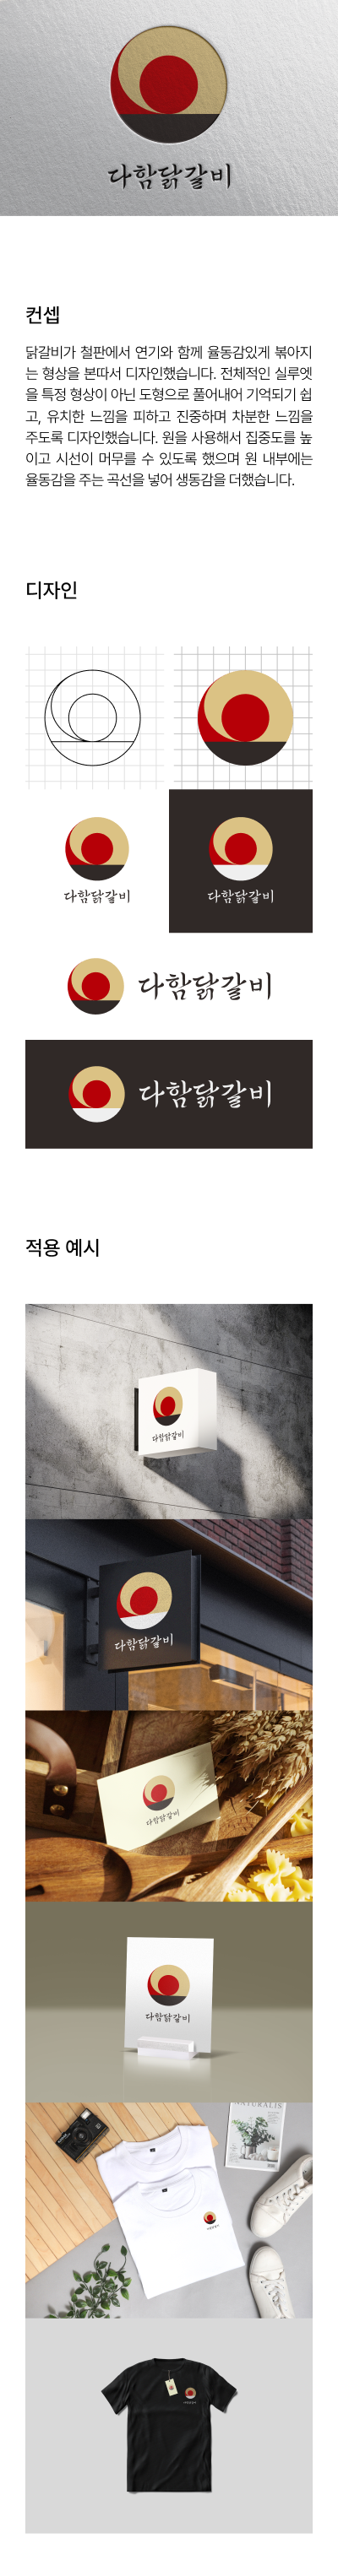 다함닭갈비
컨셉
닭갈비가 철판에서 연기와 함께 율동감있게 볶아지
는 형상을 본따서 디자인했습니다. 전체적인 실루엣
을 특정 형상이 아닌 도형으로 풀어내어 기억되기 쉽
고, 유치한 느낌을 피하고 진중하며 차분한 느낌을
주도록 디자인했습니다. 원을 사용해서 집중도를 높
이고 시선이 머무를 수 있도록 했으며 원 내부에는
율동감을 주는 곡선을 넣어 생동감을 더했습니다.
디자인
다함닭갈비
다함닭갈비
다함닭갈비
다함닭갈비
적용 예시
다함닭갈비
다함닭갈비
다함닭갈비
다함닭갈비